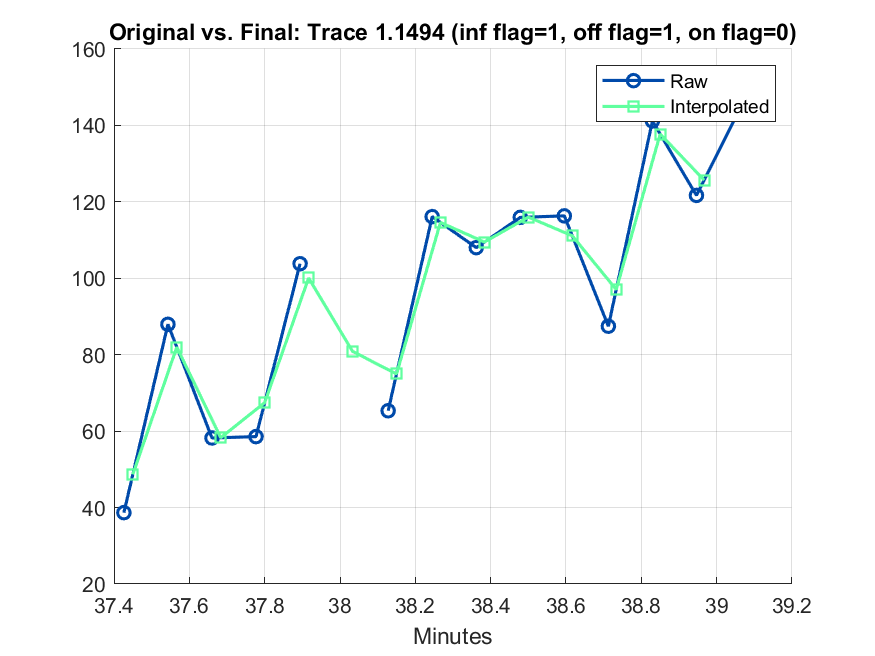 Original vs. Final: Trace 1.1494 (inf flag=1, off flag=1, on flag=0)
160
140
120
100
80
60
40
20
Raw
Interpolated
37.4 37.6 37.8 38 38.2 38.4 38.6 38.8 39 39.2
Minutes